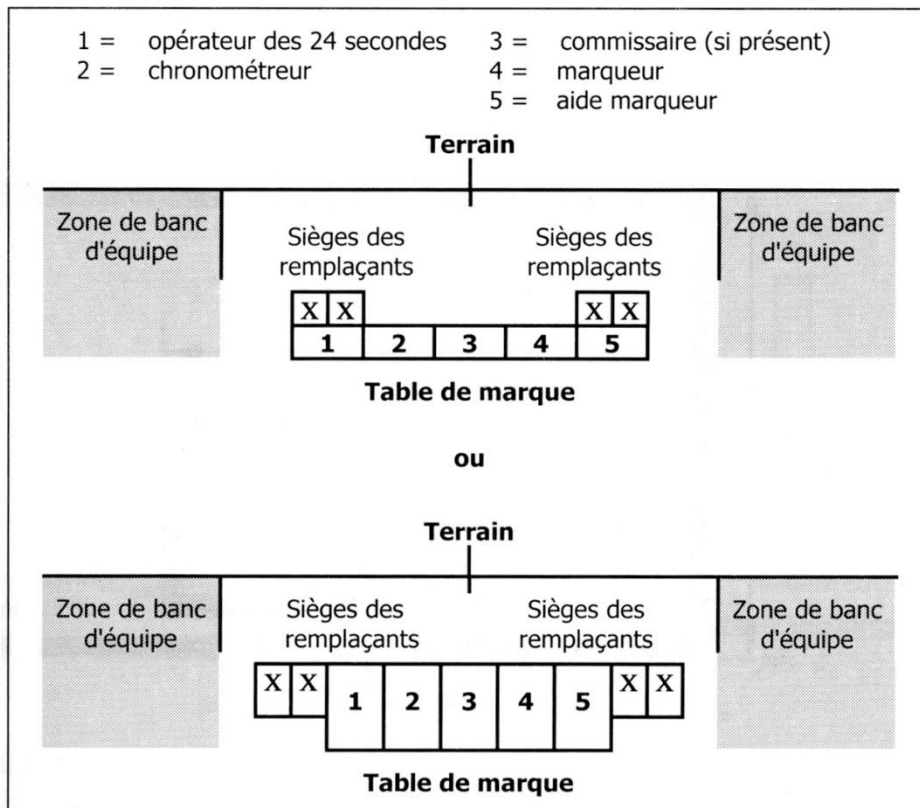 1 = opérateur des 24 secondes 3 = commissaire (si présent)
2 = chronométreur 4 = marqueur
5 = aide marqueur
Terrain
Zone de banc d'équipe
Sièges des remplaçants
Sièges des remplaçants
Zone de banc d'équipe
X X X X
1 2 3 4 5
Table de marque
ou
Terrain
Zone de banc d'équipe
Sièges des remplaçants
Sièges des remplaçants
Zone de banc d'équipe
X X 1 2 3 4 5 X X
Table de marque